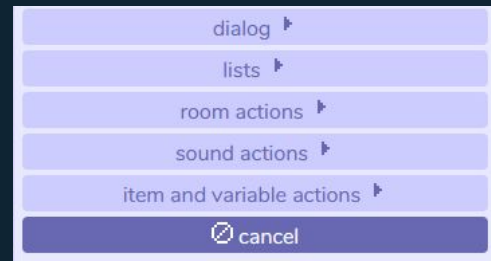 dialog
lists
room actions
sound actions
item and variable actions
cancel